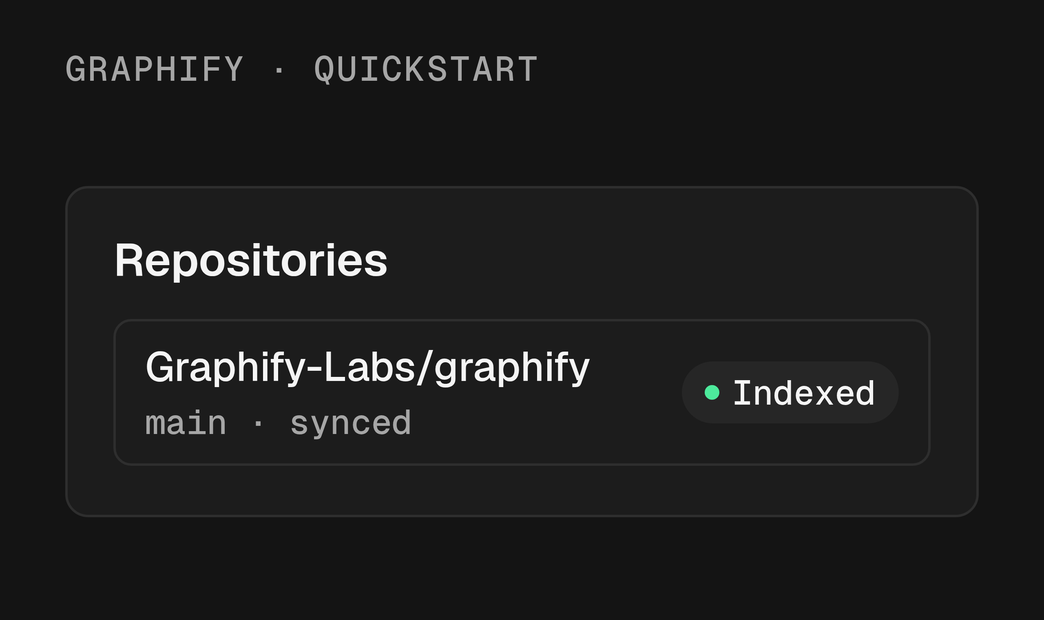 GRAPHIFY · QUICKSTART
Repositories
Graphify-Labs/graphify
main · synced
Indexed